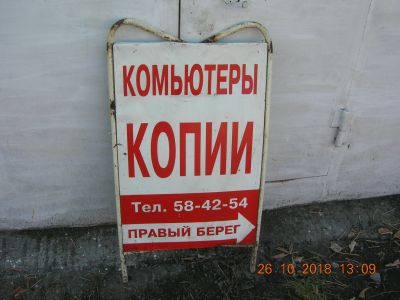 КОМЬЮТЕРЫ
КОПИИ
Тел. 58-42-54
ПРАВЫЙ БЕРЕГ
26 10 2018 13:09